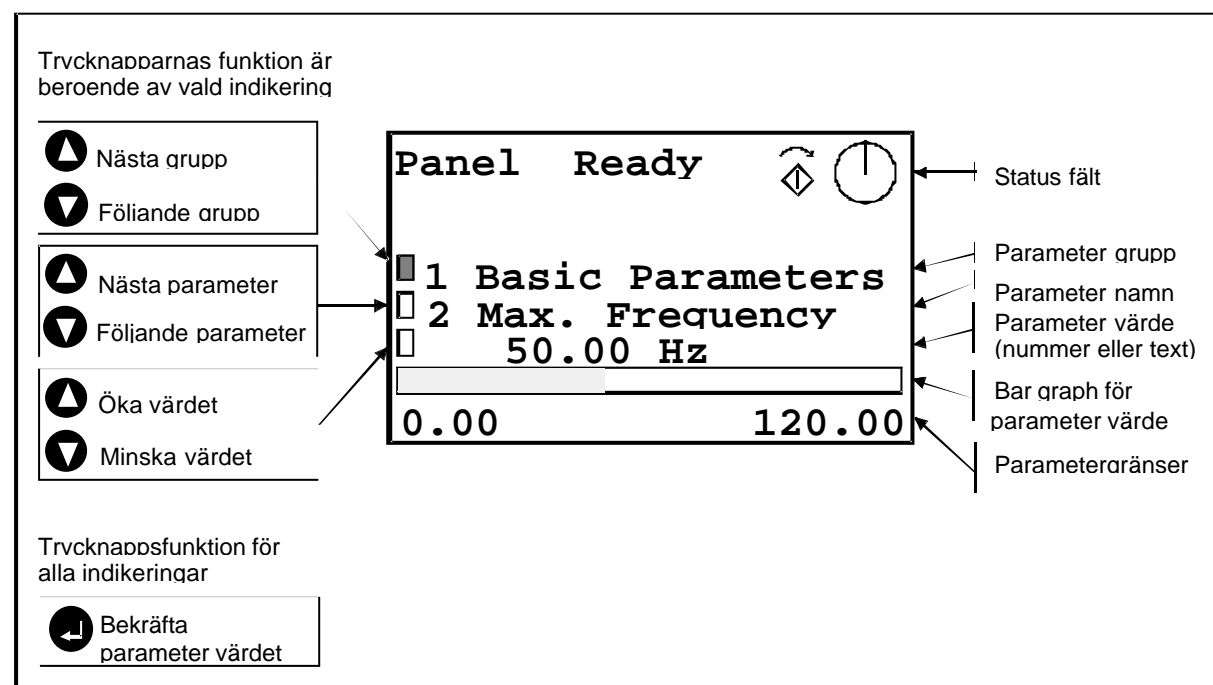 Trycknapparnas funktion är
beroende av vald indikering
Nästa grupp
Följande grupp
Nästa parameter
Följande parameter
Öka värdet
Minska värdet
Trycknappsfunktion för
alla indikeringar
Bekräfta
parameter värdet
Panel Ready
1 Basic Parameters
2 Max. Frequency
50.00 Hz
0.00 120.00
Status fält
Parameter grupp
Parameter namn
Parameter värde
(nummer eller text)
Bar graph för
parameter värde
Parametergränser